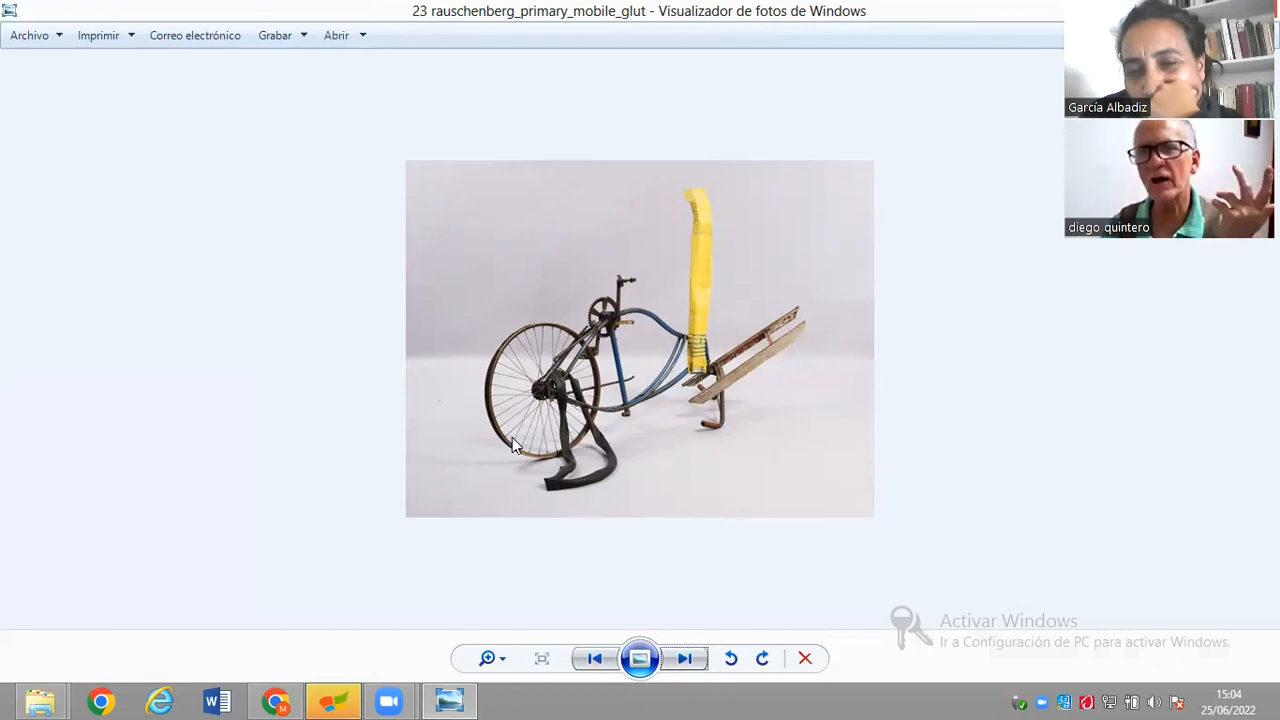 23 rauschenberg_primary_mobile_glut - Visualizador de fotos de Windows
Archivo Imprimir Correo electrónico Grabar Abrir
García Albadiz
diego quintero
Activar Windows
Ir a Configuración de PC para activar Windows.
15:04
25/06/2022